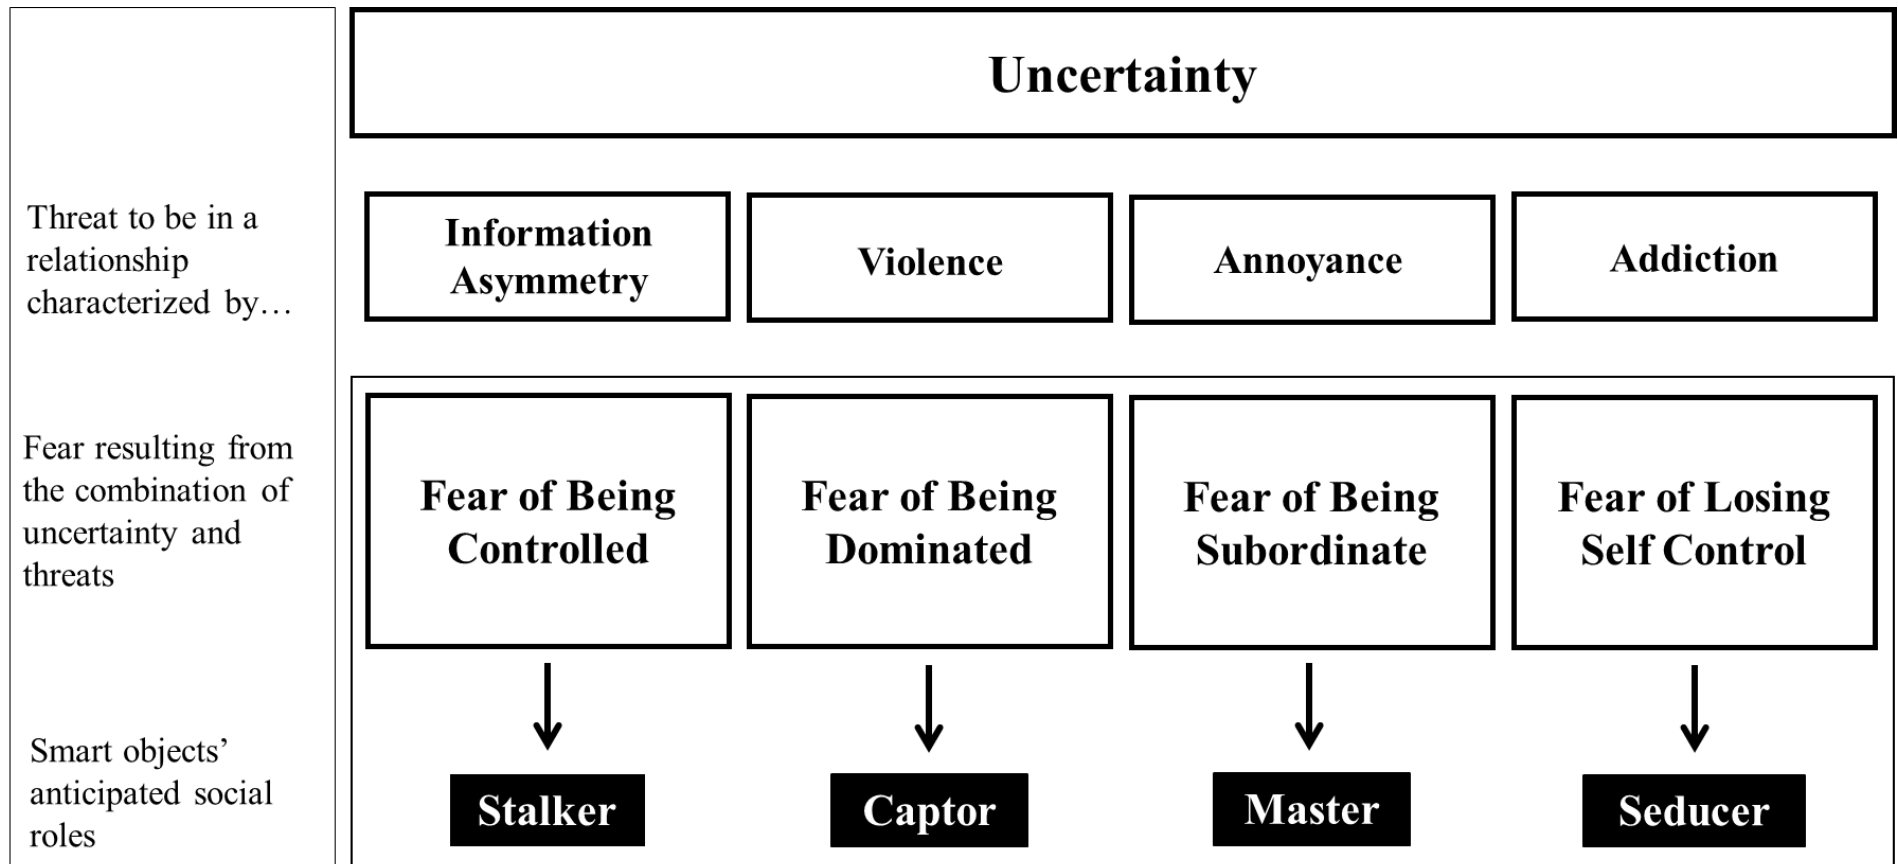 Uncertainty
Threat to be in a
relationship
characterized by…
Information
Asymmetry
Violence
Annoyance
Addiction
Fear resulting from
the combination of
uncertainty and
threats
Fear of Being
Controlled
Fear of Being
Dominated
Fear of Being
Subordinate
Fear of Losing
Self Control
Smart objects’
anticipated social
roles
Stalker
Captor
Master
Seducer